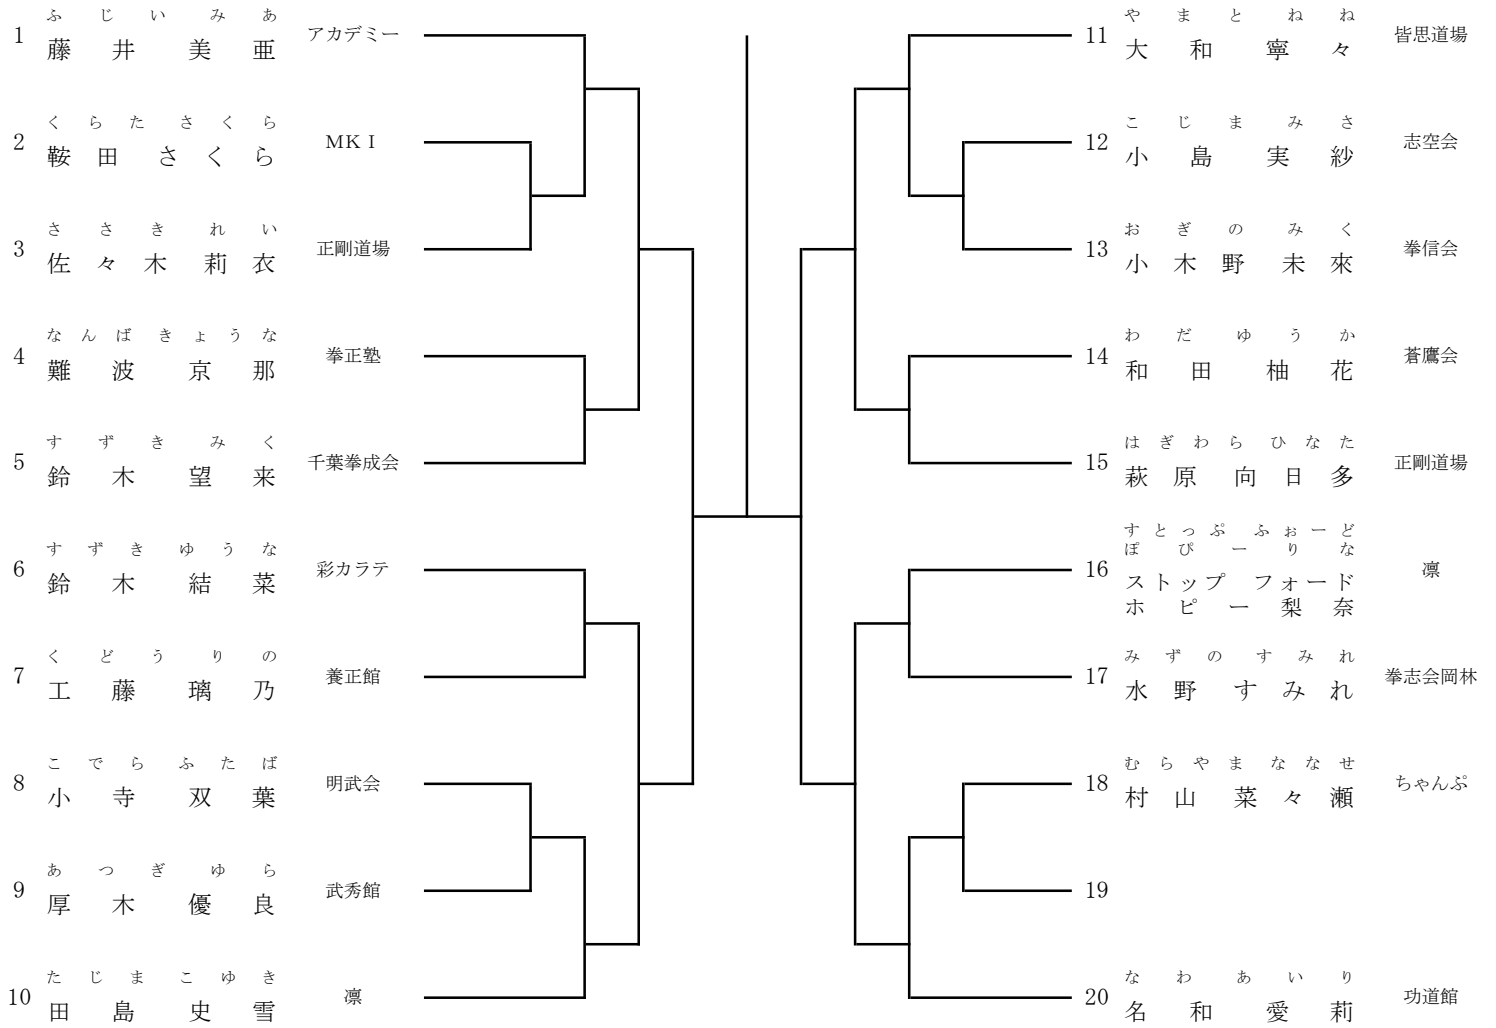 ふじいみあ
1 藤井美亜 アカデミー
くらたさくら
2 鞍田さくら MKI
ささきれい
3 佐々木莉衣 正剛道場
なんばきょうな
4 難波京那 拳正塾
すずきみく
5 鈴木望来 千葉拳成会
すずきゆうな
6 鈴木結菜 彩カラテ
くどうりの
7 工藤璃乃 養正館
こでらふたば
8 小寺双葉 明武会
あつぎゆら
9 厚木優良 武秀館
たじまこゆき
10 田島史雪 凛
やまとねね
11 大和寧々 皆思道場
こじまみさ
12 小島実紗 志空会
おぎのみく
13 小木野未來 拳信会
わだゆうか
14 和田柚花 蒼鷹会
はぎわらひなた
15 萩原向日多 正剛道場
すとっぷふぉーど
ぽぴーりな
16 ストップフォード 凛
ホピー梨奈
みずのすみれ
17 水野すみれ 拳志会岡林
むらやまななせ
18 村山菜々瀬 ちゃんぷ
19
なわあいり
20 名和愛莉 功道館